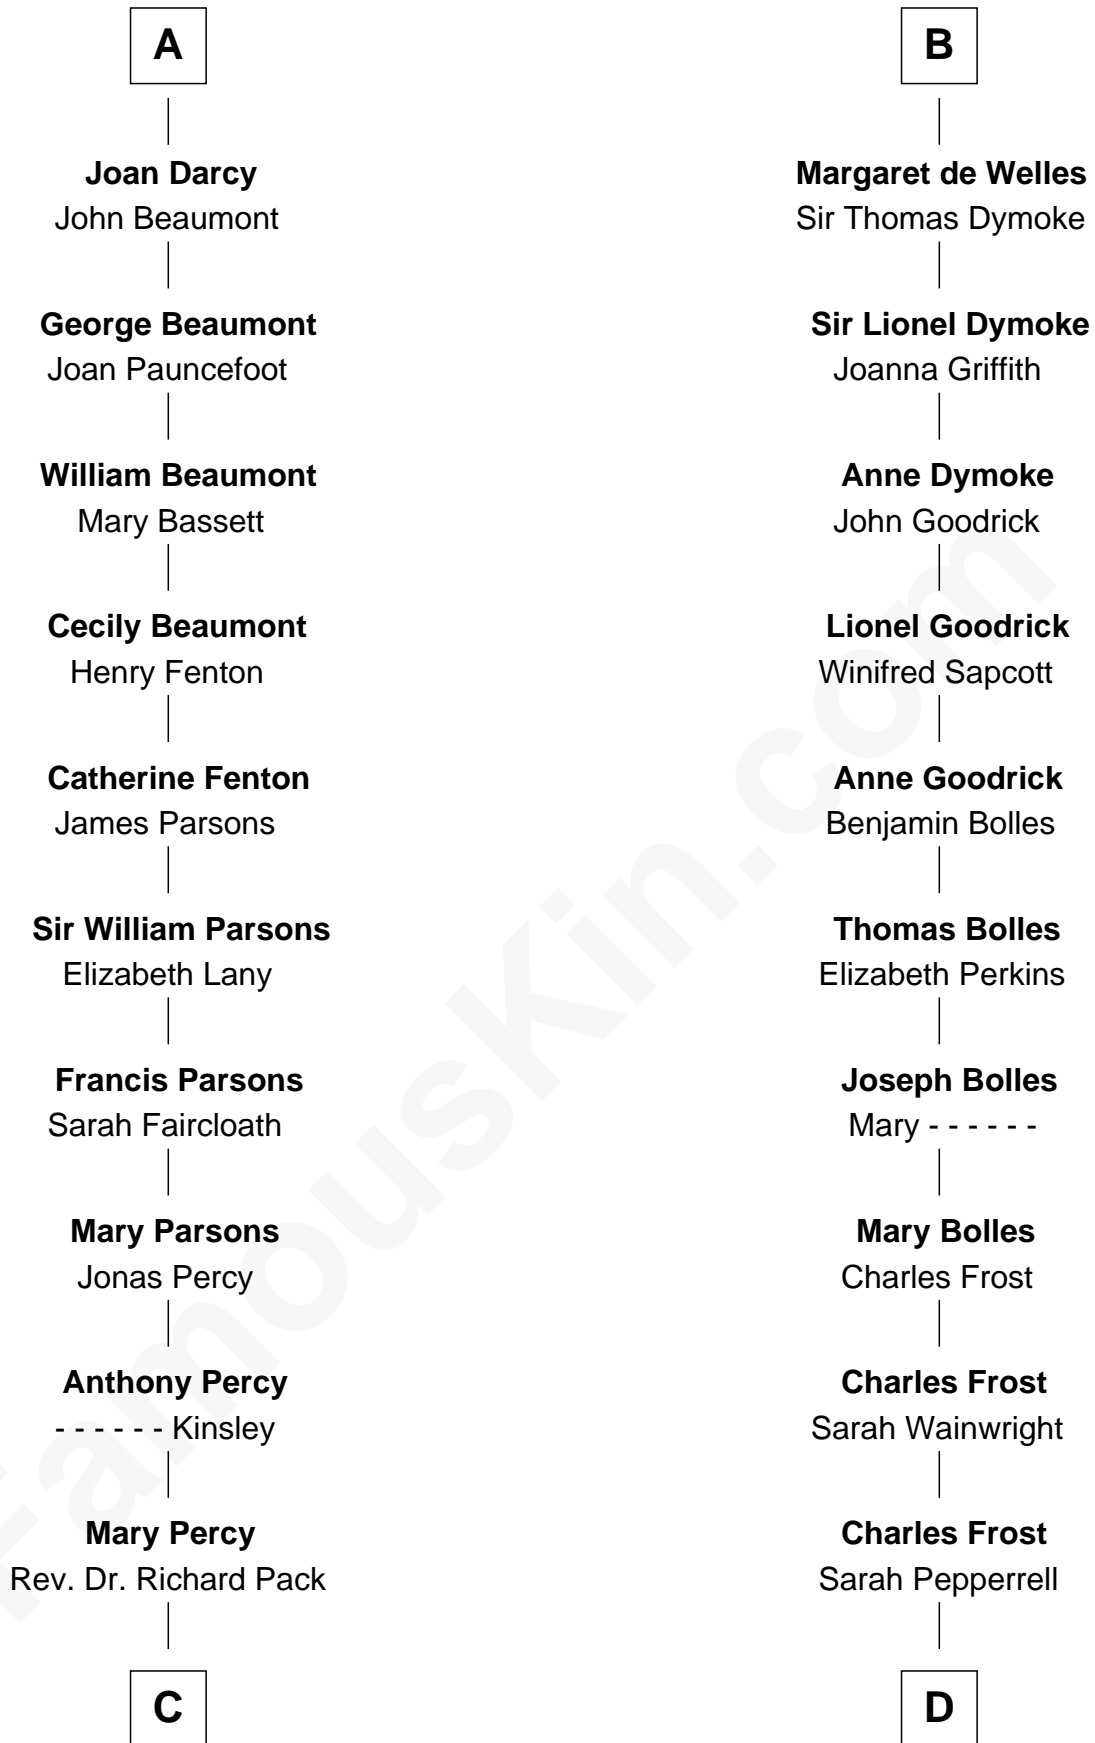 A
Joan Darcy
John Beaumont
George Beaumont
Joan Pauncefoot
William Beaumont
Mary Bassett
Cecily Beaumont
Henry Fenton
Catherine Fenton
James Parsons
Sir William Parsons
Elizabeth Lany
Francis Parsons
Sarah Faircloath
Mary Parsons
Jonas Percy
Anthony Percy
- - - - - - Kinsley
Mary Percy
Rev. Dr. Richard Pack
C
B
Margaret de Welles
Sir Thomas Dymoke
Sir Lionel Dymoke
Joanna Griffith
Anne Dymoke
John Goodrick
Lionel Goodrick
Winifred Sapcott
Anne Goodrick
Benjamin Bolles
Thomas Bolles
Elizabeth Perkins
Joseph Bolles
Mary - - - - - -
Mary Bolles
Charles Frost
Charles Frost
Sarah Wainwright
Charles Frost
Sarah Pepperrell
D
FamousKin.com